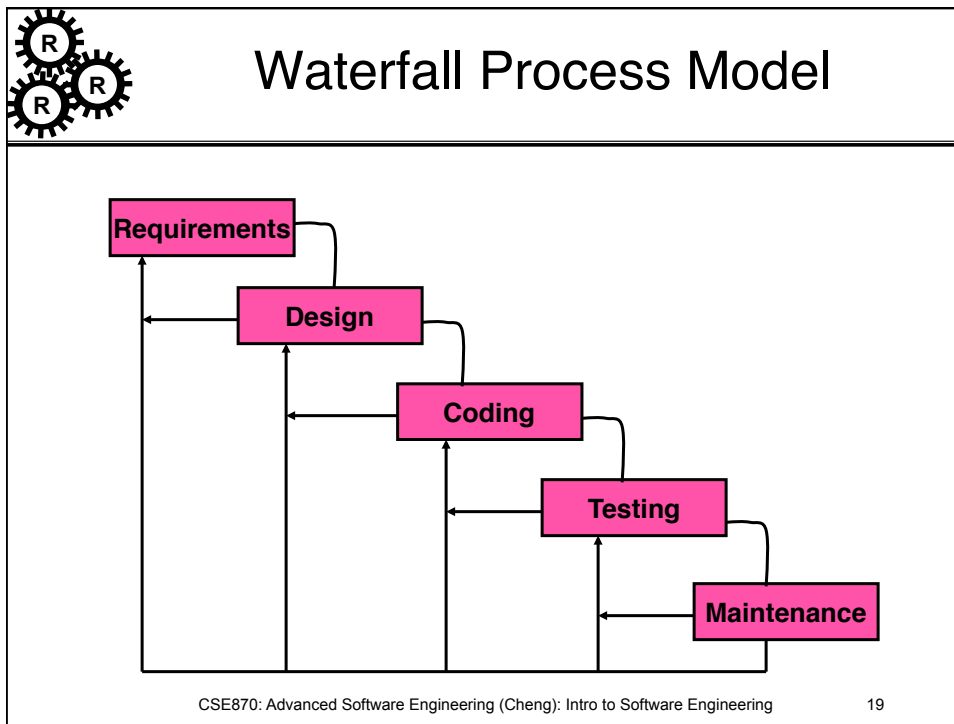 R
R
R
Waterfall Process Model
Requirements
Design
Coding
Testing
Maintenance
CSE870: Advanced Software Engineering (Cheng): Intro to Software Engineering 19